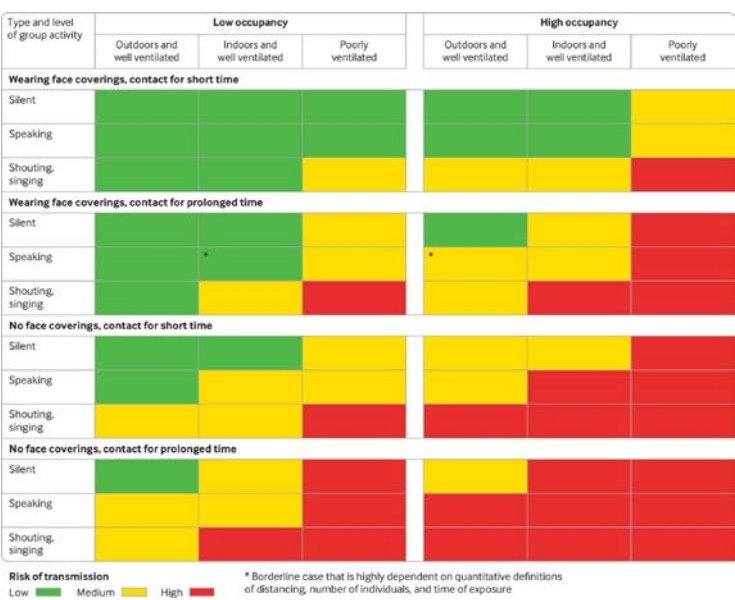 Type and level
of group activity
Low occupancy
High occupancy
Outdoors and
well ventilated
Indoors and
well ventilated
Poorly
ventilated
Outdoors and
well ventilated
Indoors and
well ventilated
Poorly
ventilated
Wearing face coverings, contact for short time
Silent
Speaking
Shouting,
singing
Wearing face coverings, contact for prolonged time
Silent
Speaking
*
*
Shouting,
singing
No face coverings, contact for short time
Silent
Speaking
Shouting,
singing
No face coverings, contact for prolonged time
Silent
Speaking
Shouting,
singing
Risk of transmission
Low Medium High
* Borderline case that is highly dependent on quantitative definitions
of distancing, number of individuals, and time of exposure